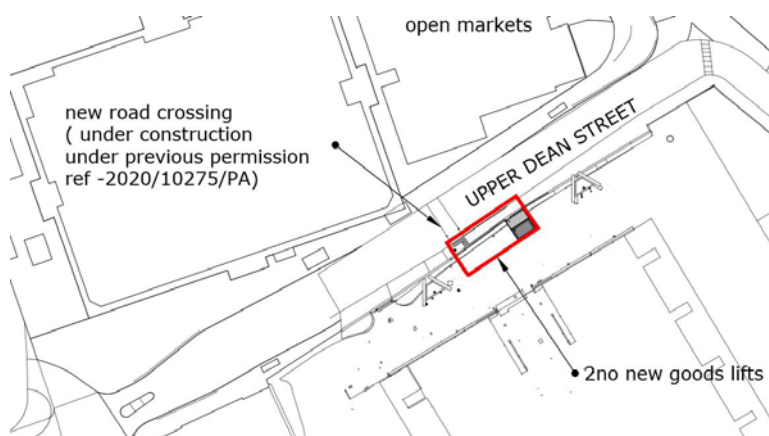 open markets
new road crossing
( under construction
under previous permission
ref -2020/10275/PA)
UPPER DEAN STREET
2no new goods lifts